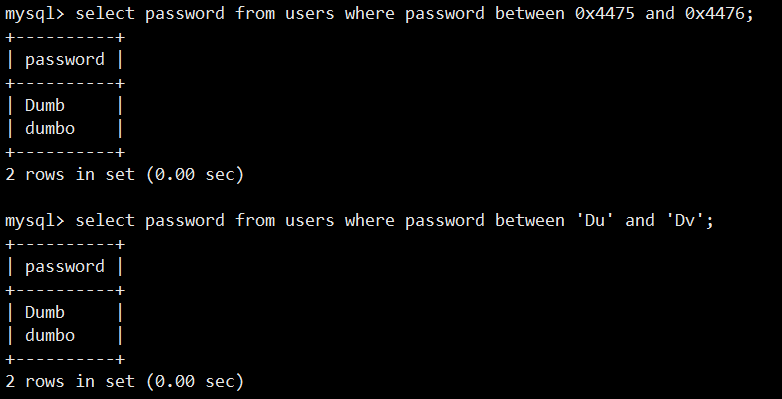 mysql> select password from users where password between 0x4475 and 0x4476;
+----------+
| password |
+----------+
| Dumb     |
| dumbo    |
+----------+
2 rows in set (0.00 sec)

mysql> select password from users where password between 'Du' and 'Dv';
+----------+
| password |
+----------+
| Dumb     |
| dumbo    |
+----------+
2 rows in set (0.00 sec)